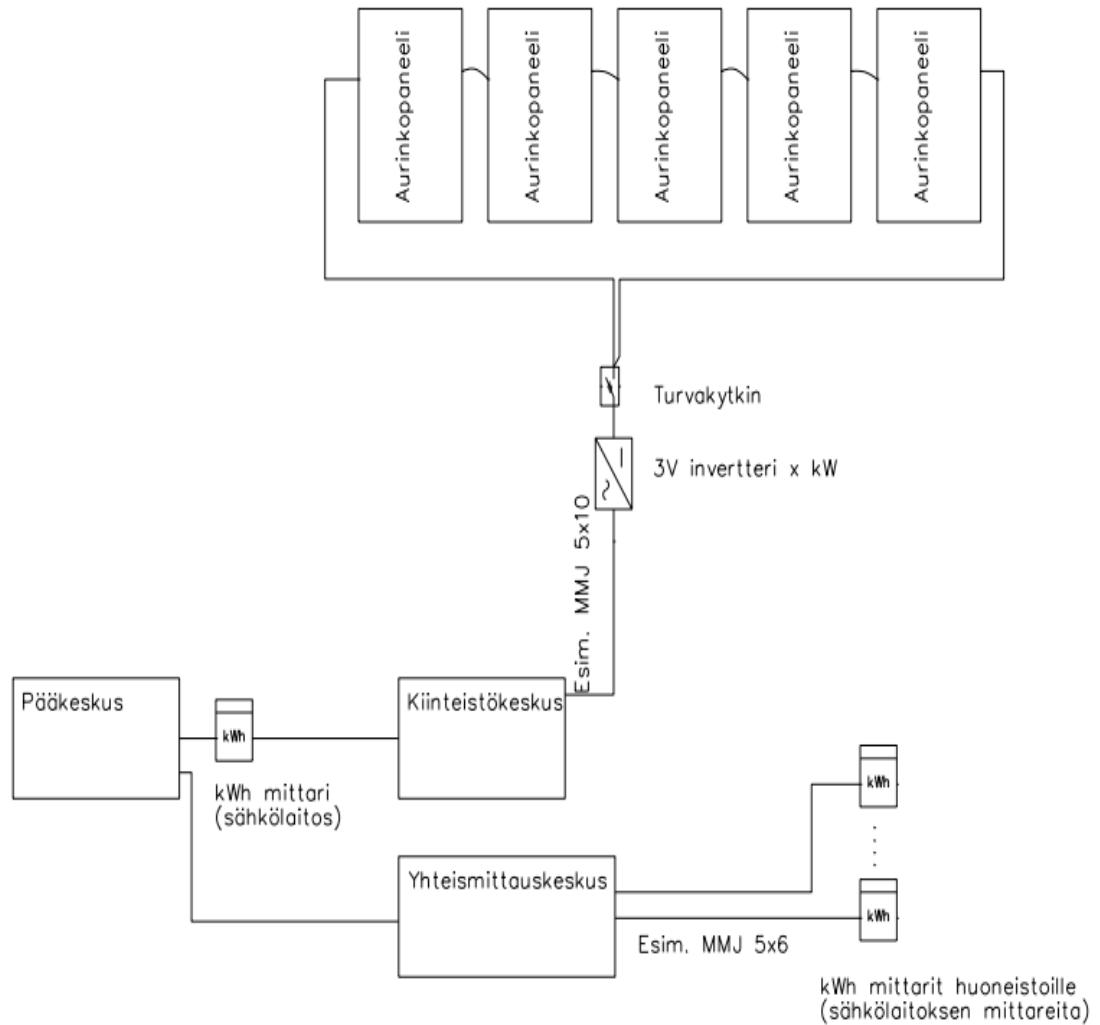 Aurinkopaneeli
Aurinkopaneeli
Aurinkopaneeli
Aurinkopaneeli
Aurinkopaneeli
Turvakytkin
3V invertteri x kW
Esim. MMJ 5x10
Pääkeskus
kWh
Kiinteistökeskus
kWh mittari
(sähkölaitos)
kWh
Yhteismittauskeskus
kWh
Esim. MMJ 5x6
kWh mittarit huoneistoille
(sähkölaitoksen mittareita)